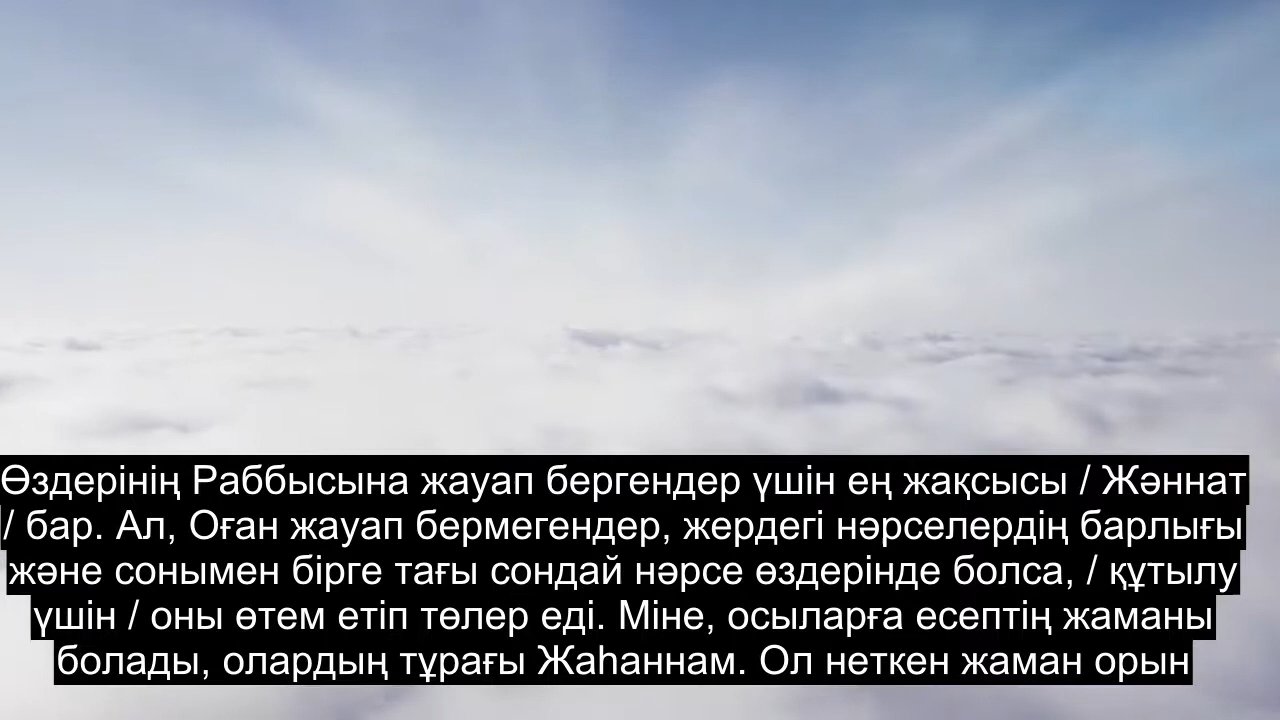 Өздерінің Раббысына жауап бергендер үшін ең жақсысы / Жәннат
/ бар. Ал, Оған жауап бермегендер, жердегі нәрселердің барлығы
және сонымен бірге тағы сондай нәрсе өздерінде болса, / құтылу
үшін / оны өтем етіп төлер еді. Міне, осыларға есептің жаманы
болады, олардың тұрағы Жаһаннам. Ол неткен жаман орын